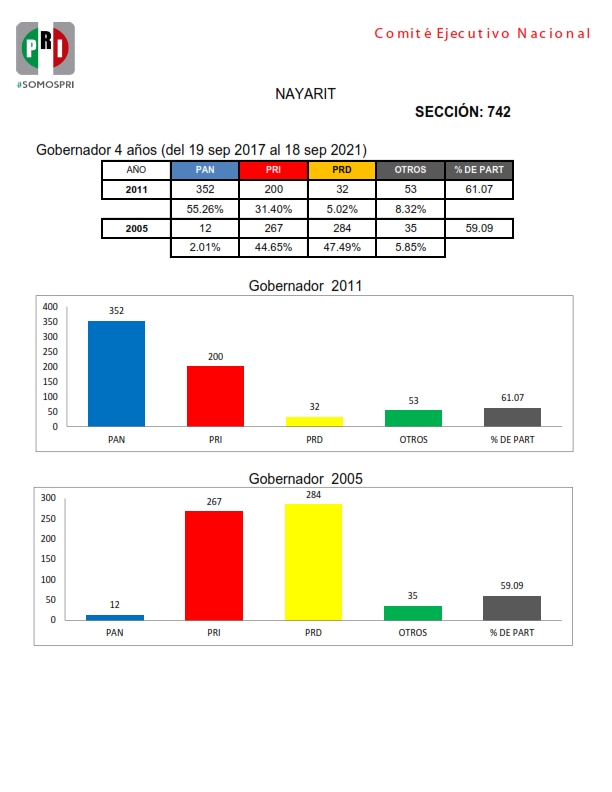 Comité Ejecutivo Nacional
PRI
#SOMOSPRI
NAYARIT
SECCIÓN: 742
Gobernador 4 años (del 19 sep 2017 al 18 sep 2021)
AÑO PAN PRI PRD OTROS % DE PART
2011 352 200 32 53 61.07
55.26% 31.40% 5.02% 8.32%
2005 12 267 284 35 59.09
2.01% 44.65% 47.49% 5.85%
Gobernador 2011
400
350
300
250
200
150
100
50
0
352
200
32
53
61.07
PAN PRI PRD OTROS % DE PART
Gobernador 2005
300
250
200
150
100
50
0
12
267
284
35
59.09
PAN PRI PRD OTROS % DE PART